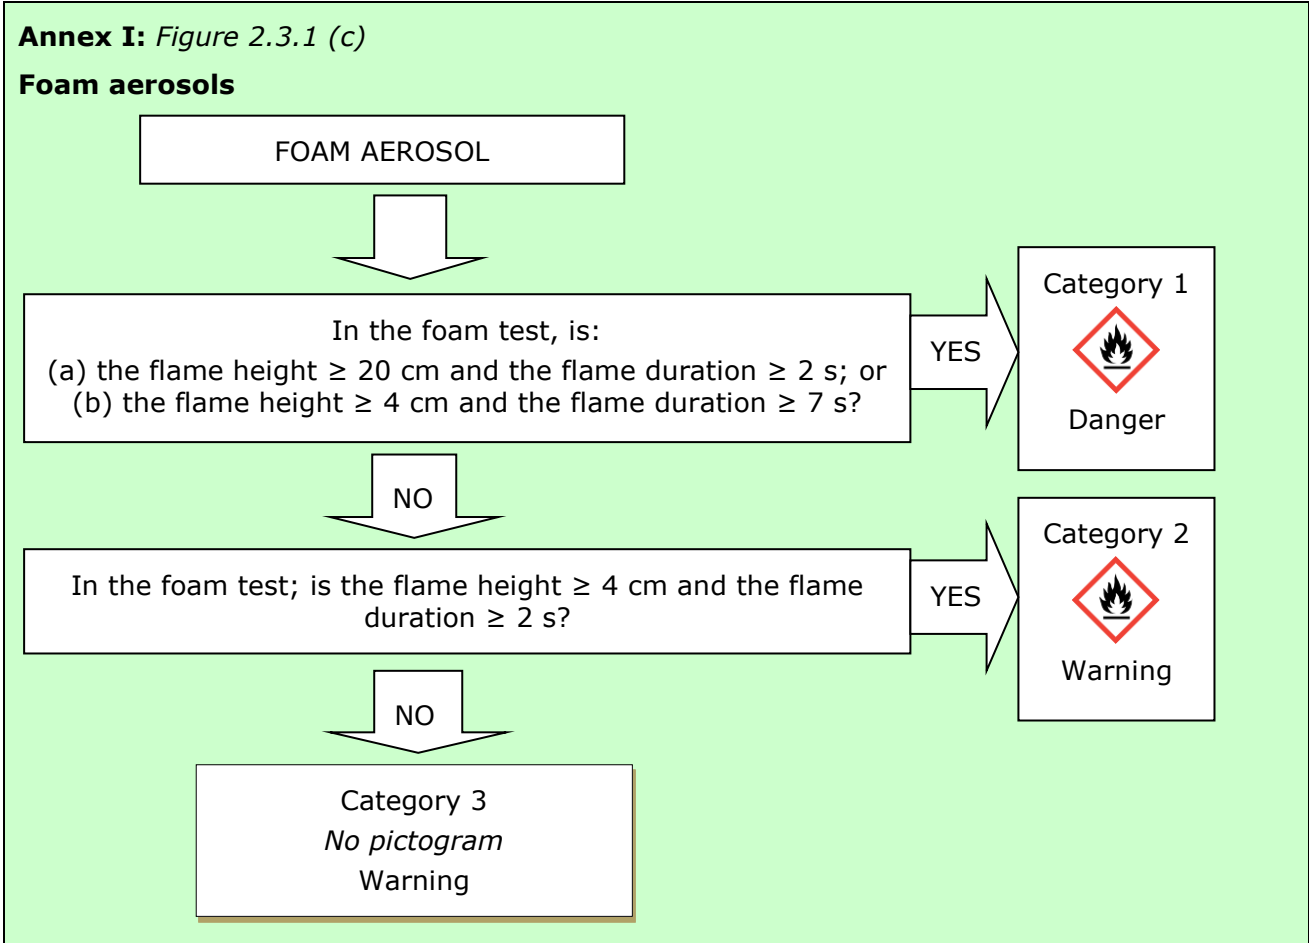 Annex I: Figure 2.3.1 (c)
Foam aerosols
FOAM AEROSOL
In the foam test, is:
(a) the flame height ≥ 20 cm and the flame duration ≥ 2 s; or
(b) the flame height ≥ 4 cm and the flame duration ≥ 7 s?
YES
Category 1
Danger
NO
In the foam test; is the flame height ≥ 4 cm and the flame
duration ≥ 2 s?
YES
Category 2
Warning
NO
Category 3
No pictogram
Warning